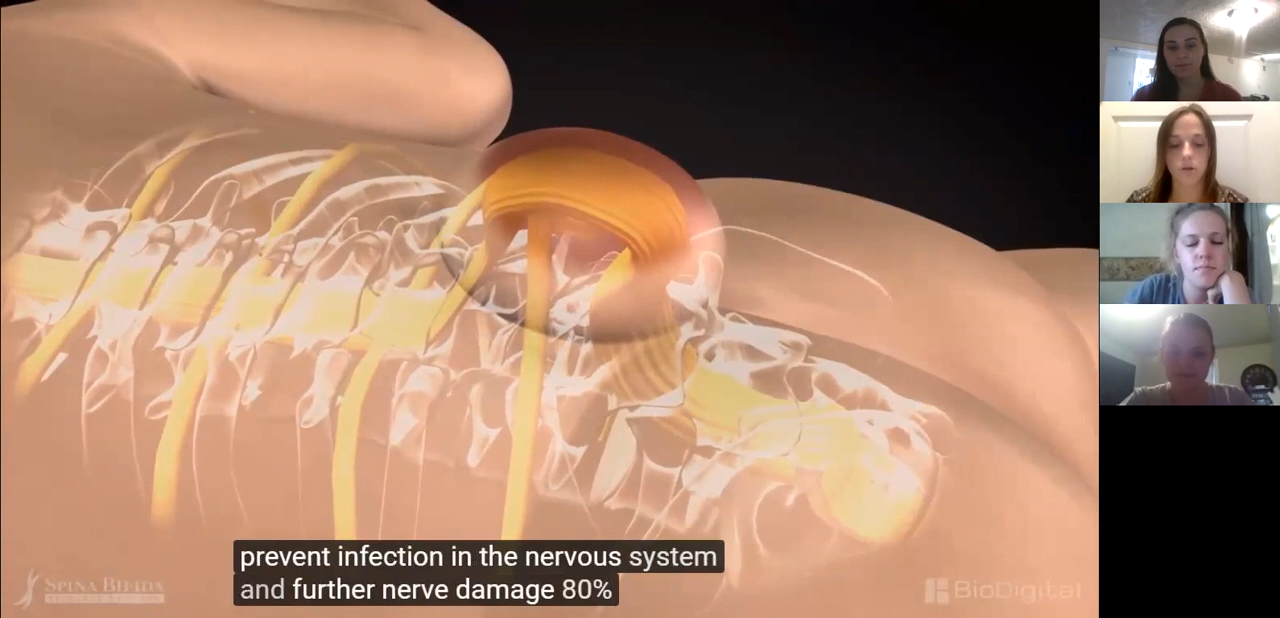 prevent infection in the nervous system
and further nerve damage 80%
SPINA BIFIDA
BioDigital